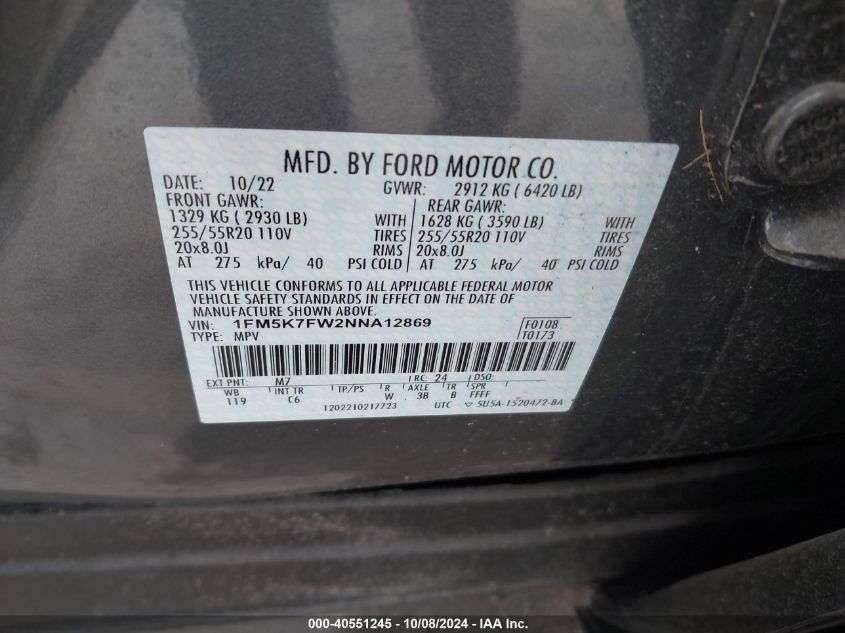 MFD. BY FORD MOTOR CO.
DATE: 10/22 GVWR: 2912 KG ( 6420 LB)
FRONT GAWR: REAR GAWR:
1329 KG ( 2930 LB) WITH 1628 KG ( 3590 LB) WITH
255/55R20 110V TIRES 255/55R20 110V TIRES
20x8.0J RIMS 20x8.0J RIMS
AT 275 kPa/ 40 PSI COLD AT 275 kPa/ 40 PSI COLD
THIS VEHICLE CONFORMS TO ALL APPLICABLE FEDERAL MOTOR
VEHICLE SAFETY STANDARDS IN EFFECT ON THE DATE OF
MANUFACTURE SHOWN ABOVE.
VIN: 1FM5K7FW2NNA12869 F0108
TYPE: MPV T0173
EXT PNT: M7 RC: 24 DSO:
WB INT TR TP/PS R AXLE TR SPR
119 C6 W . 3B B FFFF
1202210217723 UTC ▽ 5U5A-1520472-BA
000-40551245 - 10/08/2024 - IAA Inc.